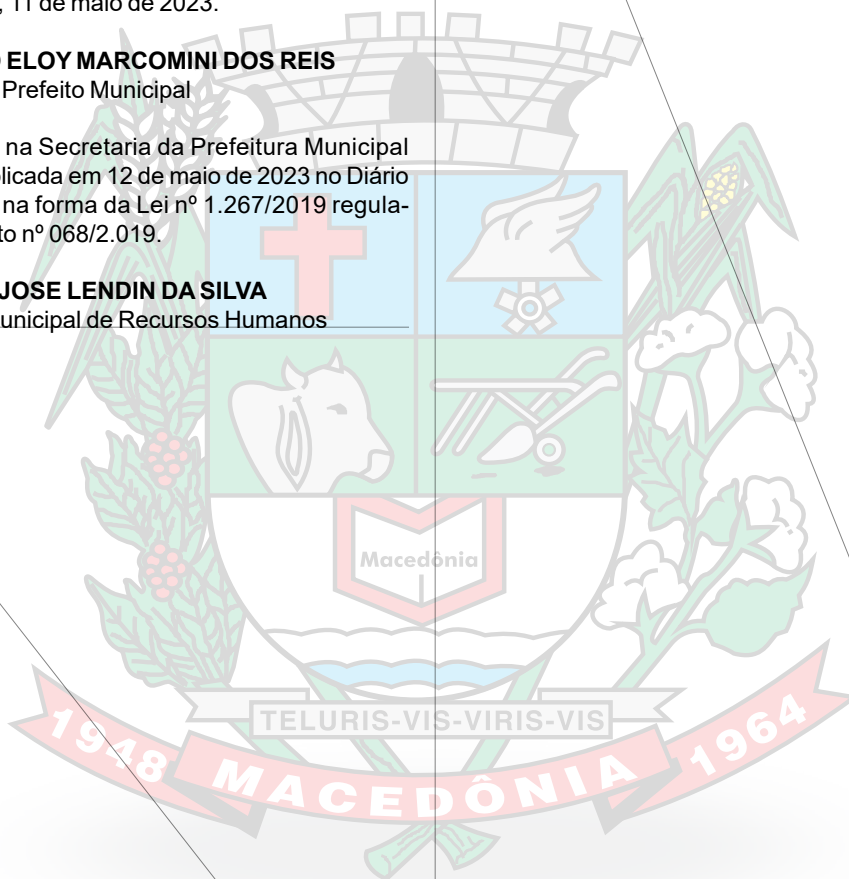 , 11 de maio de 2023.
ELOY MARCOMINI DOS REIS
Prefeito Municipal
na Secretaria da Prefeitura Municipal
blicada em 12 de maio de 2023 no Diário
na forma da Lei nº 1.267/2019 regula-
to nº 068/2.019.
JOSE LENDIN DA SILVA
unicipal de Recursos Humanos
Macedônia
TELURIS-VIS-VIRIS-VIS
1948 MACEDÔNIA 1964